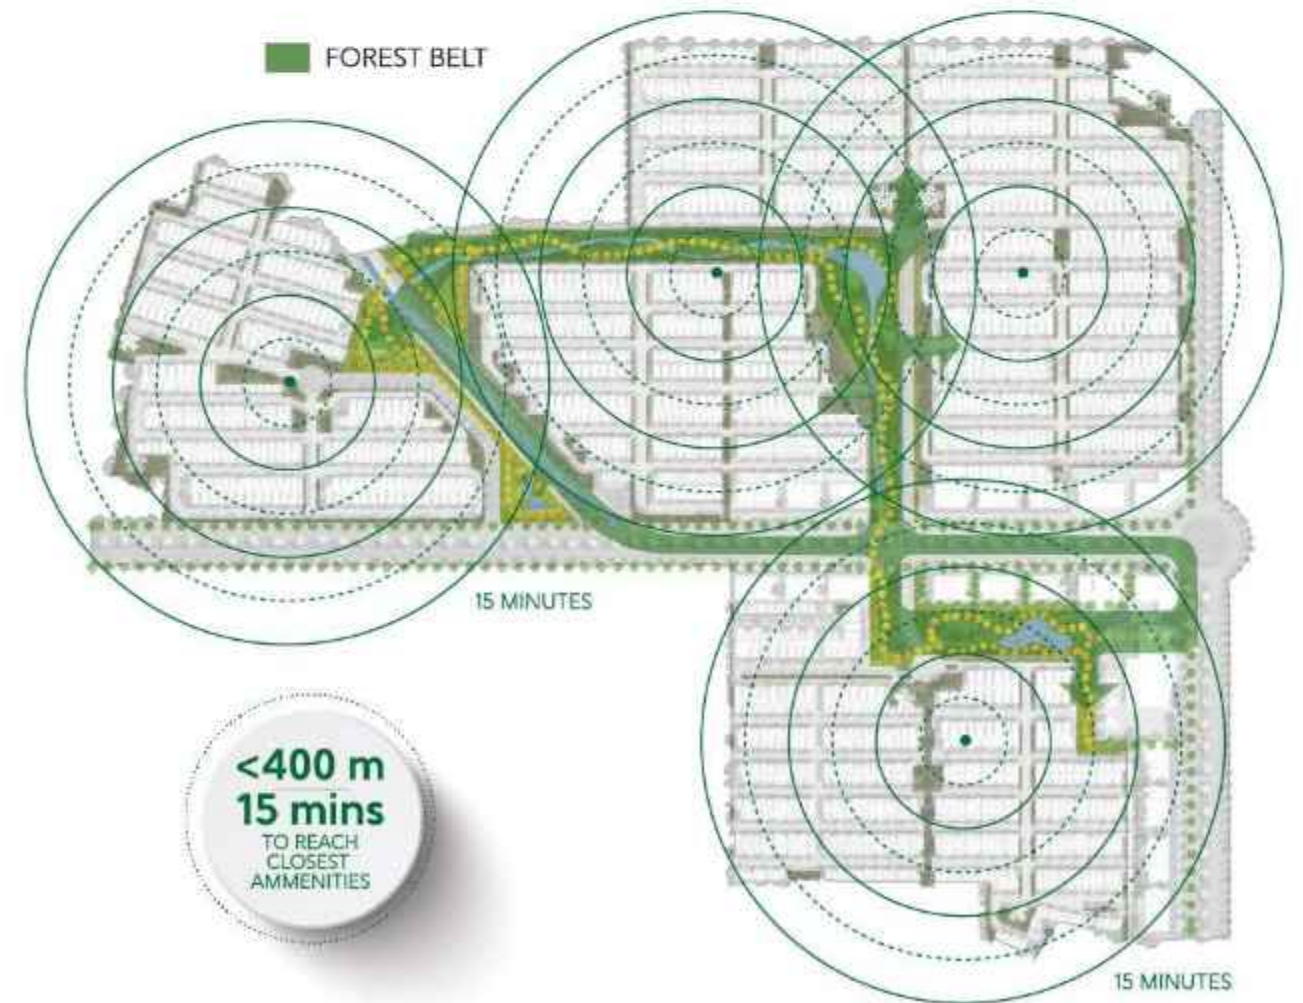 FOREST BELT
15 MINUTES
<400 m
15 mins
TO REACH
CLOSEST
AMMENITIES
15 MINUTES